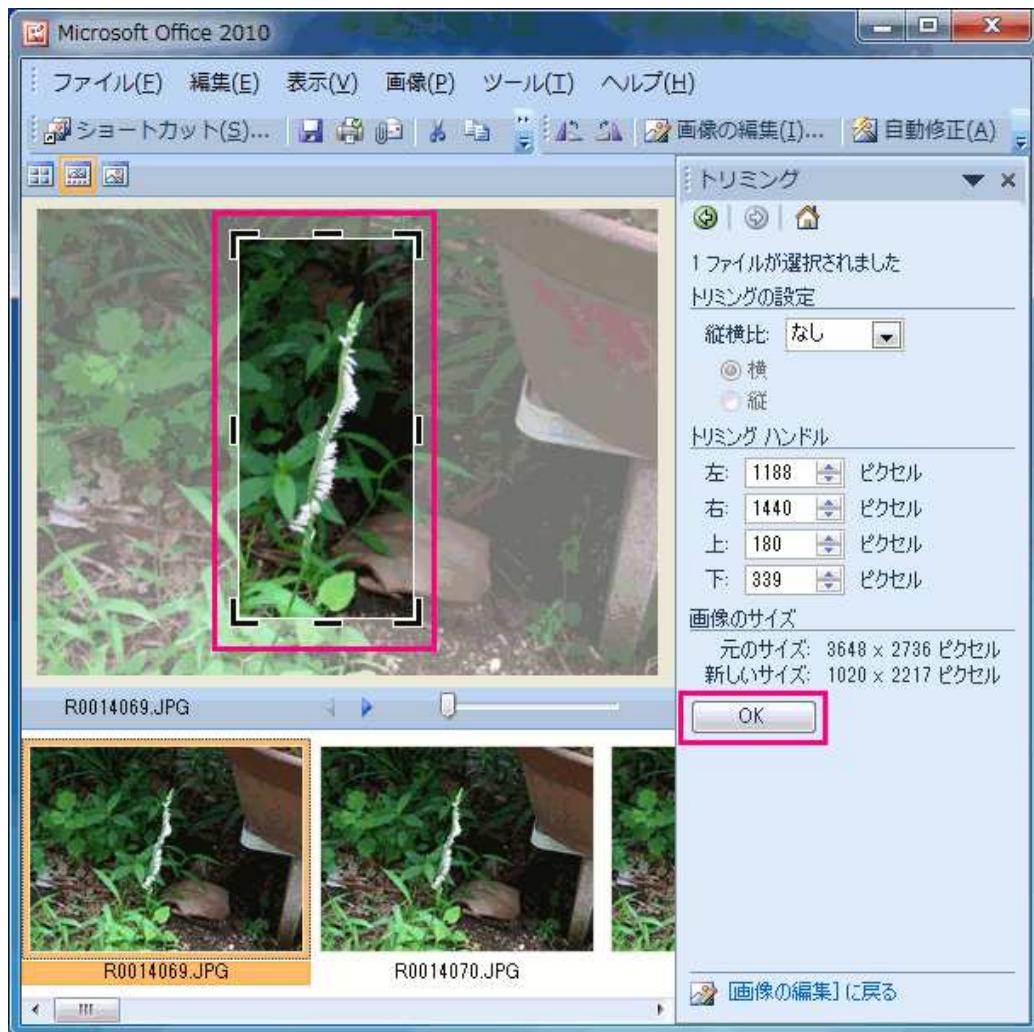 Microsoft Office 2010
ファイル(F) 編集(E) 表示(V) 画像(P) ツール(T) ヘルプ(H)
ショートカット(S)... 画像の編集(I)... 自動修正(A)
トリミング
1 ファイルが選択されました
トリミングの設定
縦横比: なし
横
縦
トリミング ハンドル
左: 1188 ピクセル
右: 1440 ピクセル
上: 180 ピクセル
下: 339 ピクセル
画像のサイズ
元のサイズ: 3648 × 2736 ピクセル
新しいサイズ: 1020 × 2217 ピクセル
OK
R0014069.JPG
R0014069.JPG
R0014070.JPG
[画像の編集] に戻る